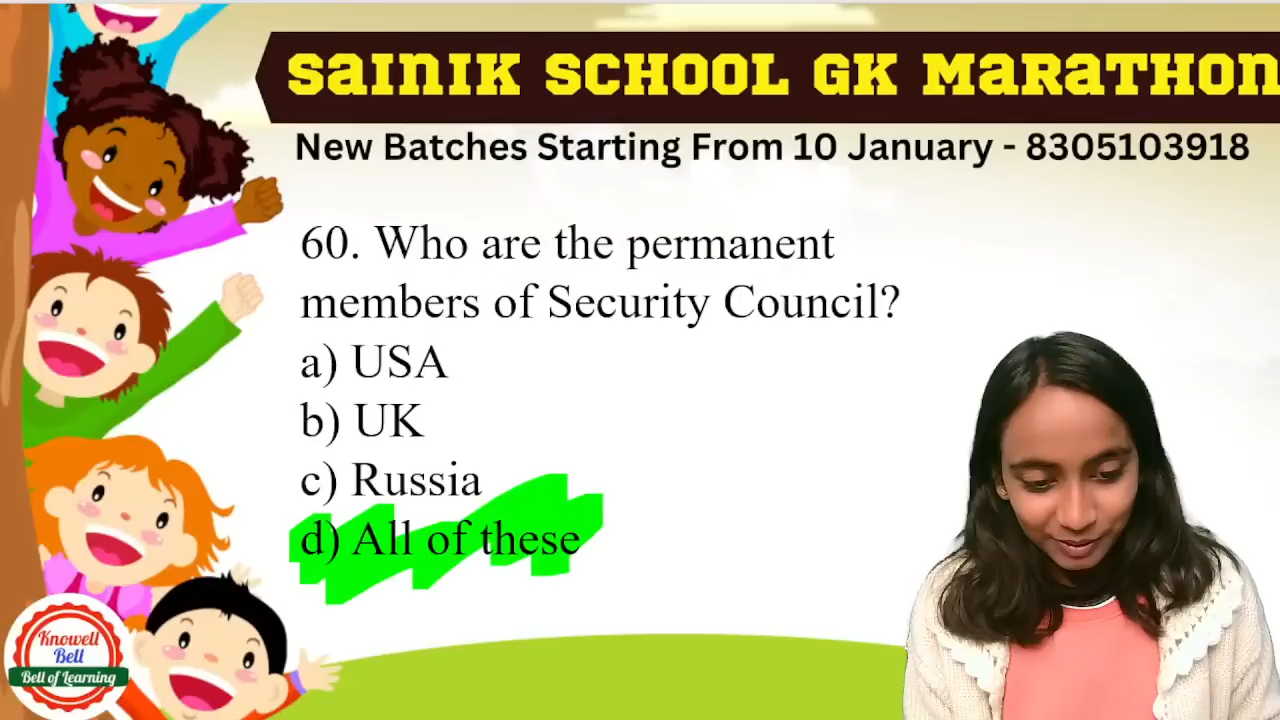 SAINIK SCHOOL GK MARATHON
New Batches Starting From 10 January - 8305103918
60. Who are the permanent
members of Security Council?
a) USA
b) UK
c) Russia
d) All of these
Knowell
Bell
Bell of Learning